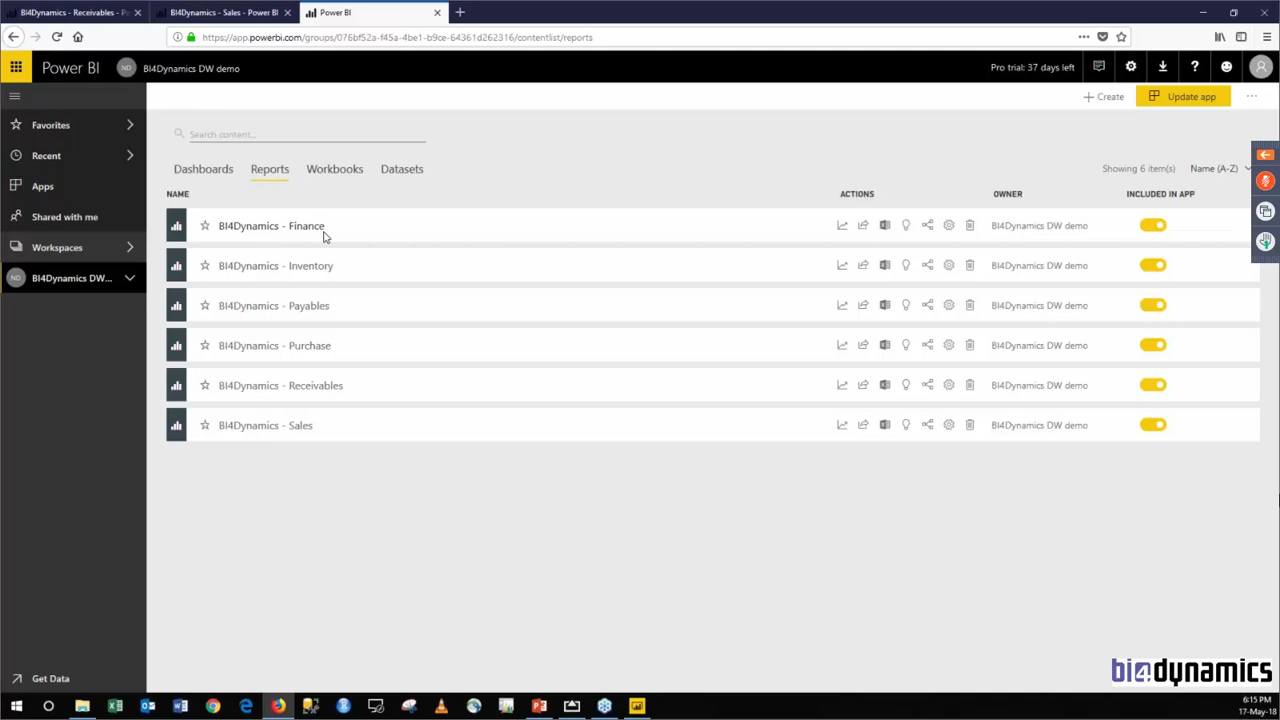 BI4Dynamics - Receivables - Po
BI4Dynamics - Sales - Power BI
Power BI
https://app.powerbi.com/groups/076bf52a-f45a-4be1-b9ce-64361d262316/contentlist/reports
Power BI
ND
BI4Dynamics DW demo
Pro trial: 37 days left
Create
Update app
Favorites
Recent
Apps
Shared with me
Workspaces
ND
BI4Dynamics DW...
Get Data
Search content...
Dashboards Reports Workbooks Datasets
Showing 6 item(s) Name (A-Z)
NAME ACTIONS OWNER INCLUDED IN APP
BI4Dynamics - Finance BI4Dynamics DW demo
BI4Dynamics - Inventory BI4Dynamics DW demo
BI4Dynamics - Payables BI4Dynamics DW demo
BI4Dynamics - Purchase BI4Dynamics DW demo
BI4Dynamics - Receivables BI4Dynamics DW demo
BI4Dynamics - Sales BI4Dynamics DW demo
bi4dynamics
6:15 PM
17-May-18